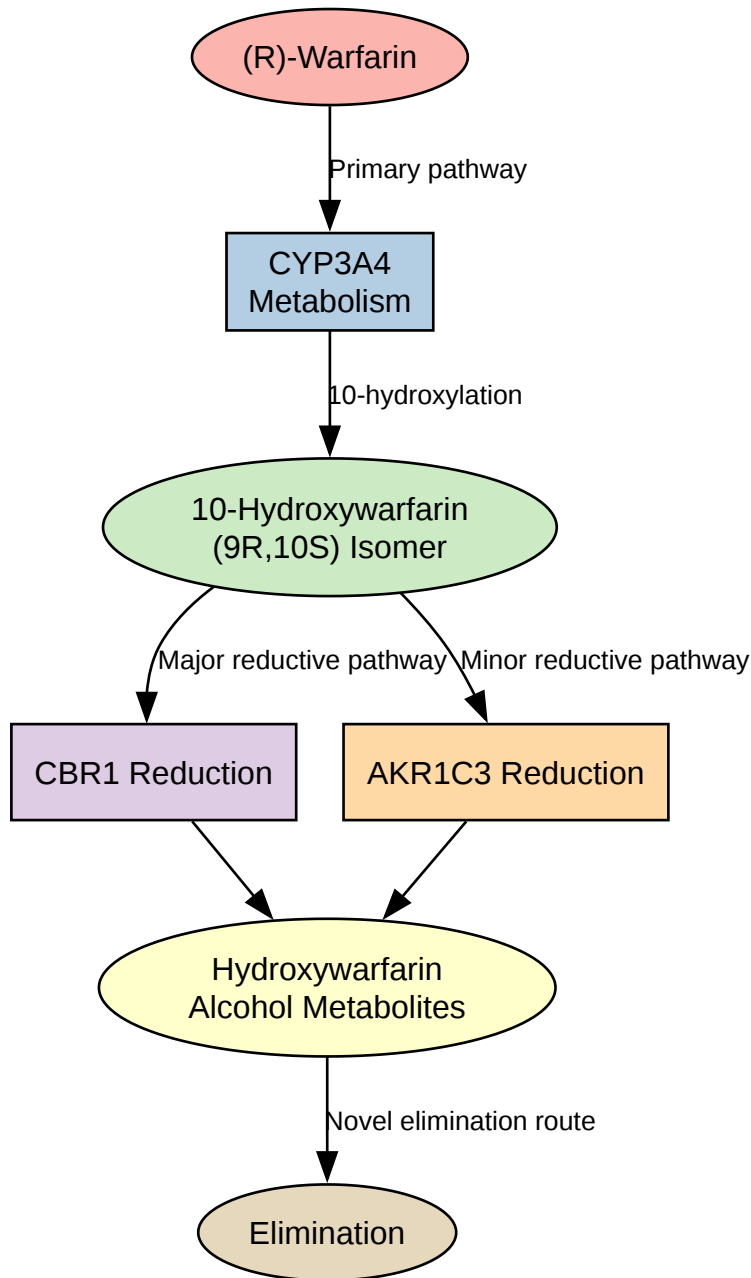 (R)-Warfarin
Primary pathway
CYP3A4
Metabolism
10-hydroxylation
10-Hydroxywarfarin
(9R,10S) Isomer
Major reductive pathway
Minor reductive pathway
CBR1 Reduction
AKR1C3 Reduction
Hydroxywarfarin
Alcohol Metabolites
Novel elimination route
Elimination